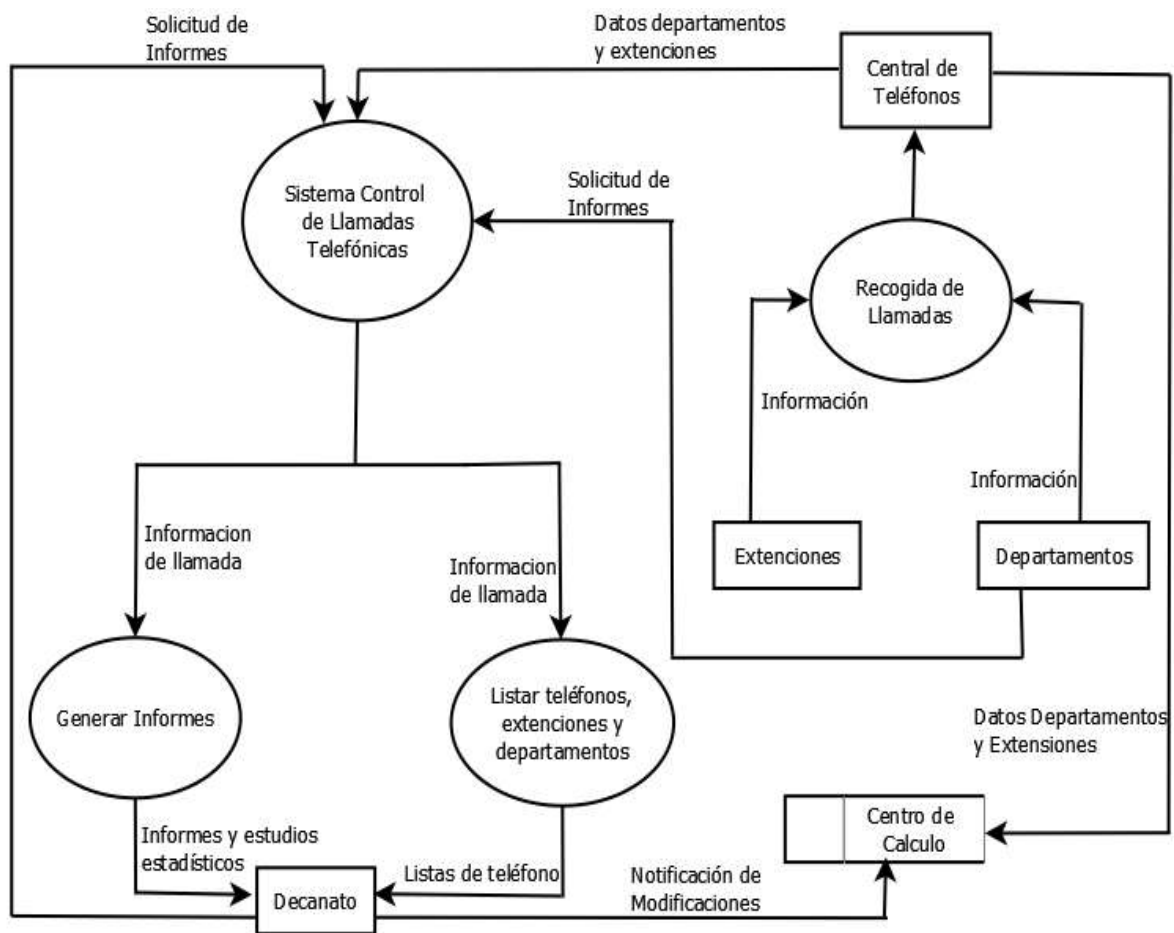 Solicitud de
Informes
Datos departamentos
y extenciones
Central de
Teléfonos
Sistema Control
de Llamadas
Telefónicas
Solicitud de
Informes
Recogida de
Llamadas
Información
Información
Extenciones
Departamentos
Informacion
de llamada
Informacion
de llamada
Generar Informes
Listar teléfonos,
extenciones y
departamentos
Datos Departamentos
y Extensiones
Centro de
Calculo
Informes y estudios
estadísticos
Listas de teléfono
Notificación de
Modificaciones
Decanato